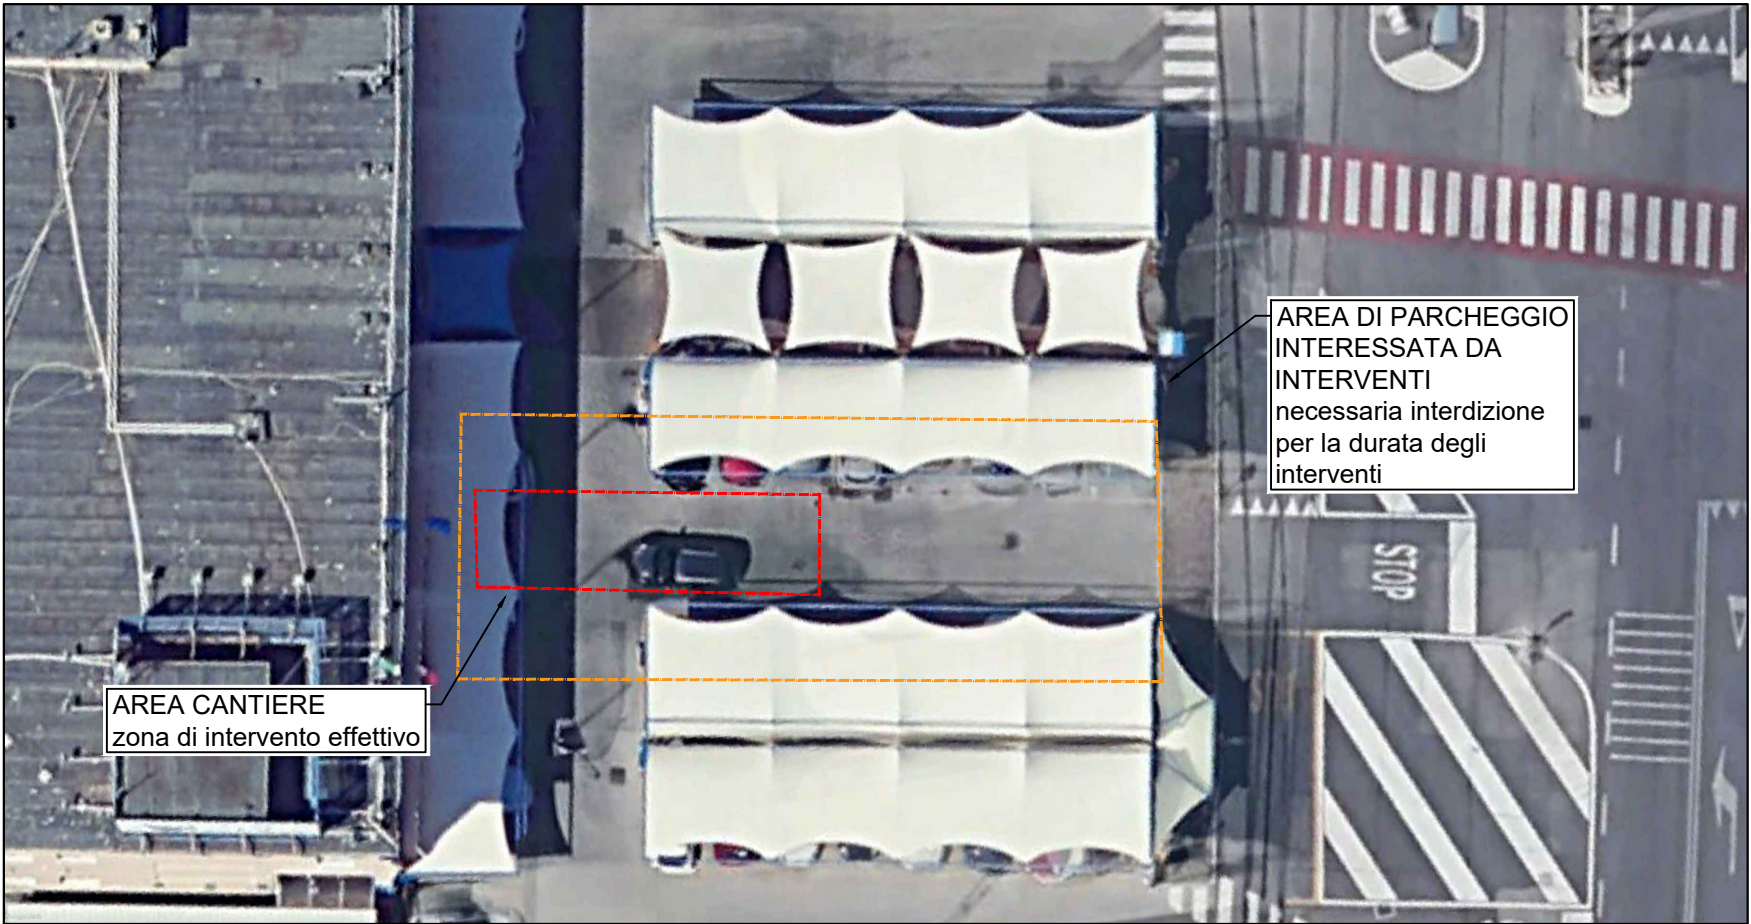 AREA DI PARCHEGGIO
INTERESSATA DA
INTERVENTI
necessaria interdizione
per la durata degli
interventi
STOP
AREA CANTIERE
zona di intervento effettivo